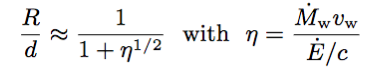 R/d ≈ 1/(1 + η^{1/2}) with η = Ṁ_w v_w/(Ė/c)